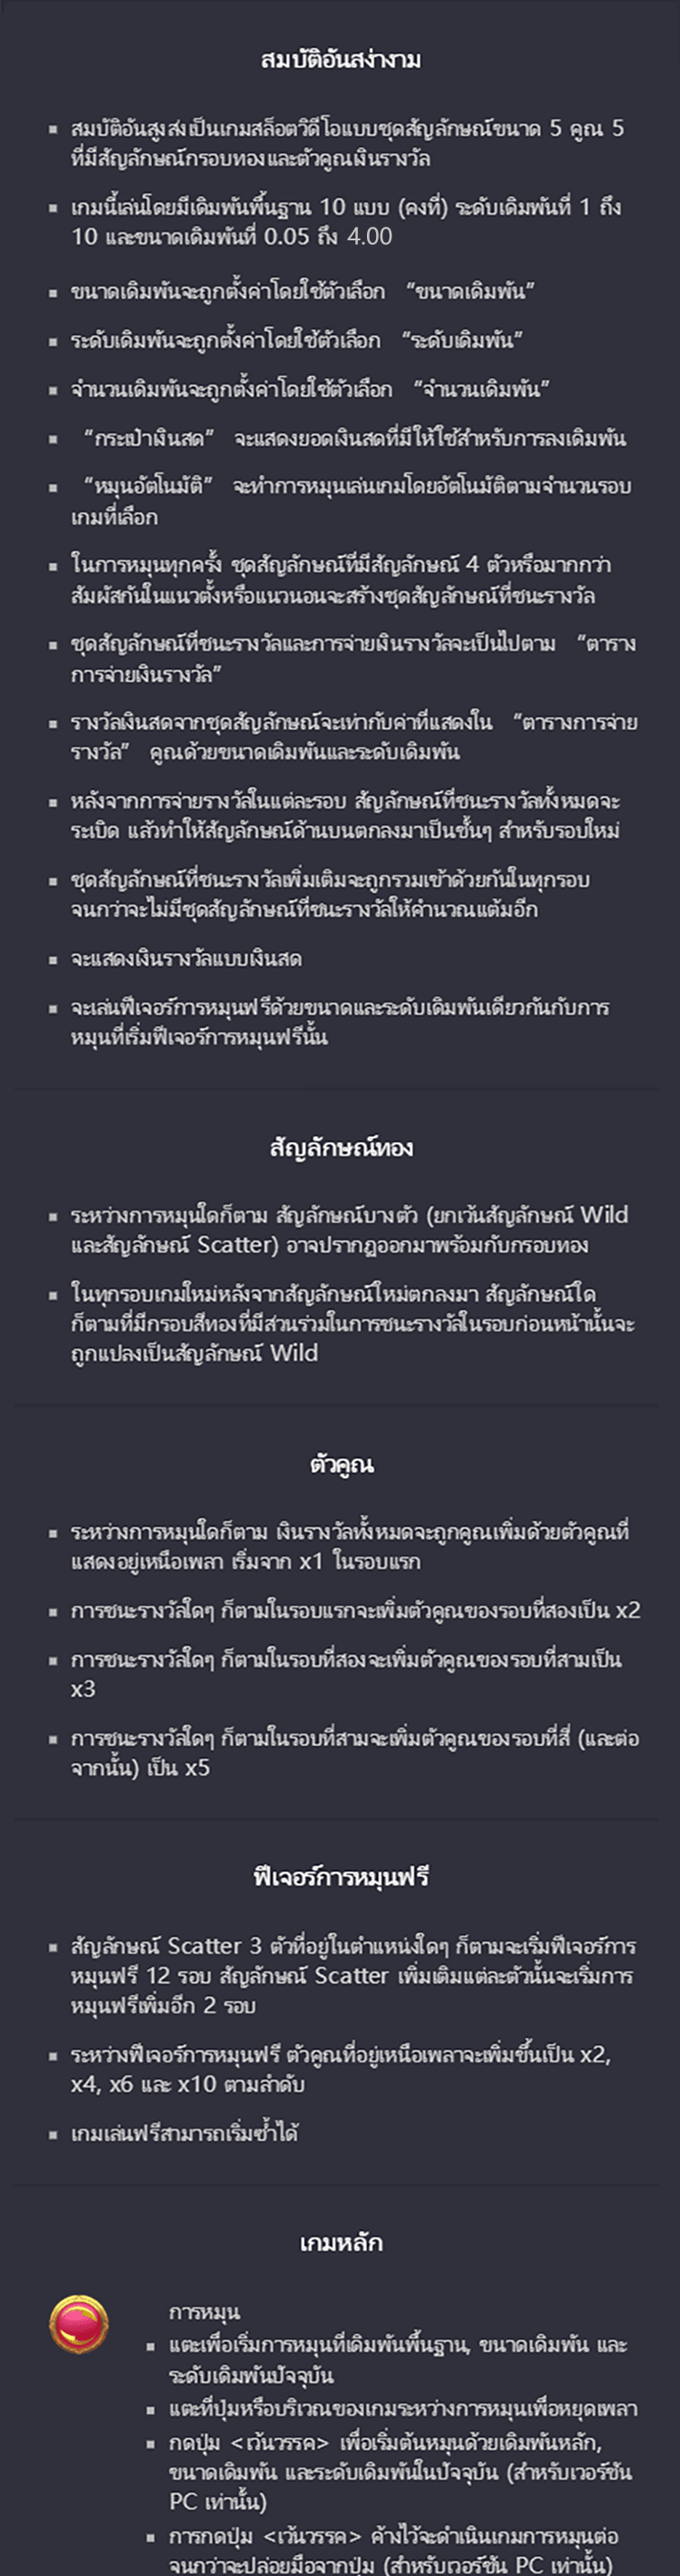 สมบัติอันสง่างาม
สมบัติอันสูงส่งเป็นเกมสล็อตวิดีโอแบบชุดสัญลักษณ์ขนาด 5 คูณ 5
ที่มีสัญลักษณ์กรอบทองและตัวคูณเงินรางวัล
เกมนี้เล่นโดยมีเดิมพันพื้นฐาน 10 แบบ (คงที่) ระดับเดิมพันที่ 1 ถึง
10 และขนาดเดิมพันที่ 0.05 ถึง 4.00
ขนาดเดิมพันจะถูกตั้งค่าโดยใช้ตัวเลือก “ขนาดเดิมพัน”
ระดับเดิมพันจะถูกตั้งค่าโดยใช้ตัวเลือก “ระดับเดิมพัน”
จำนวนเดิมพันจะถูกตั้งค่าโดยใช้ตัวเลือก “จำนวนเดิมพัน”
“กระเป๋าเงินสด” จะแสดงยอดเงินสดที่มีให้ใช้สำหรับการลงเดิมพัน
“หมุนอัตโนมัติ” จะทำการหมุนเล่นเกมโดยอัตโนมัติตามจำนวนรอบ
เกมที่เลือก
ในการหมุนทุกครั้ง ชุดสัญลักษณ์ที่มีสัญลักษณ์ 4 ตัวหรือมากกว่า
สัมผัสกันในแนวตั้งหรือแนวนอนจะสร้างชุดสัญลักษณ์ที่ชนะรางวัล
ชุดสัญลักษณ์ที่ชนะรางวัลและการจ่ายเงินรางวัลจะเป็นไปตาม “ตาราง
การจ่ายเงินรางวัล”
รางวัลเงินสดจากชุดสัญลักษณ์จะเท่ากับค่าที่แสดงใน “ตารางการจ่าย
รางวัล” คูณด้วยขนาดเดิมพันและระดับเดิมพัน
หลังจากการจ่ายรางวัลในแต่ละรอบ สัญลักษณ์ที่ชนะรางวัลทั้งหมดจะ
ระเบิด แล้วทำให้สัญลักษณ์ด้านบนตกลงมาเป็นชั้นๆ สำหรับรอบใหม่
ชุดสัญลักษณ์ที่ชนะรางวัลเพิ่มเติมจะถูกรวมเข้าด้วยกันในทุกรอบ
จนกว่าจะไม่มีชุดสัญลักษณ์ที่ชนะรางวัลให้คำนวณแต้มอีก
จะแสดงเงินรางวัลแบบเงินสด
จะเล่นฟีเจอร์การหมุนฟรีด้วยขนาดและระดับเดิมพันเดียวกันกับการ
หมุนที่เริ่มฟีเจอร์การหมุนฟรีนั้น
สัญลักษณ์ทอง
ระหว่างการหมุนใดก็ตาม สัญลักษณ์บางตัว (ยกเว้นสัญลักษณ์ Wild
และสัญลักษณ์ Scatter) อาจปรากฏออกมาพร้อมกับกรอบทอง
ในทุกรอบเกมใหม่หลังจากสัญลักษณ์ใหม่ตกลงมา สัญลักษณ์ใด
ก็ตามที่มีกรอบสีทองที่มีส่วนร่วมในการชนะรางวัลในรอบก่อนหน้านั้นจะ
ถูกแปลงเป็นสัญลักษณ์ Wild
ตัวคูณ
ระหว่างการหมุนใดก็ตาม เงินรางวัลทั้งหมดจะถูกคูณเพิ่มด้วยตัวคูณที่
แสดงอยู่เหนือเพลา เริ่มจาก x1 ในรอบแรก
การชนะรางวัลใดๆ ก็ตามในรอบแรกจะเพิ่มตัวคูณของรอบที่สองเป็น x2
การชนะรางวัลใดๆ ก็ตามในรอบที่สองจะเพิ่มตัวคูณของรอบที่สามเป็น
x3
การชนะรางวัลใดๆ ก็ตามในรอบที่สามจะเพิ่มตัวคูณของรอบที่สี่ (และต่อ
จากนั้น) เป็น x5
ฟีเจอร์การหมุนฟรี
สัญลักษณ์ Scatter 3 ตัวที่อยู่ในตำแหน่งใดๆ ก็ตามจะเริ่มฟีเจอร์การ
หมุนฟรี 12 รอบ สัญลักษณ์ Scatter เพิ่มเติมแต่ละตัวนั้นจะเริ่มการ
หมุนฟรีเพิ่มอีก 2 รอบ
ระหว่างฟีเจอร์การหมุนฟรี ตัวคูณที่อยู่เหนือเพลาจะเพิ่มขึ้นเป็น x2,
x4, x6 และ x10 ตามลำดับ
เกมเล่นฟรีสามารถเริ่มซ้ำได้
เกมหลัก
การหมุน
แตะเพื่อเริ่มการหมุนที่เดิมพันพื้นฐาน, ขนาดเดิมพัน และ
ระดับเดิมพันปัจจุบัน
แตะที่ปุ่มหรือบริเวณของเกมระหว่างการหมุนเพื่อหยุดเพลา
กดปุ่ม <เว้นวรรค> เพื่อเริ่มต้นหมุนด้วยเดิมพันหลัก,
ขนาดเดิมพัน และระดับเดิมพันในปัจจุบัน (สำหรับเวอร์ชัน
PC เท่านั้น)
การกดปุ่ม <เว้นวรรค> ค้างไว้จะดำเนินเกมการหมุนต่อ
จนกว่าจะปล่อยมือจากปุ่ม (สำหรับเวอร์ชัน PC เท่านั้น)